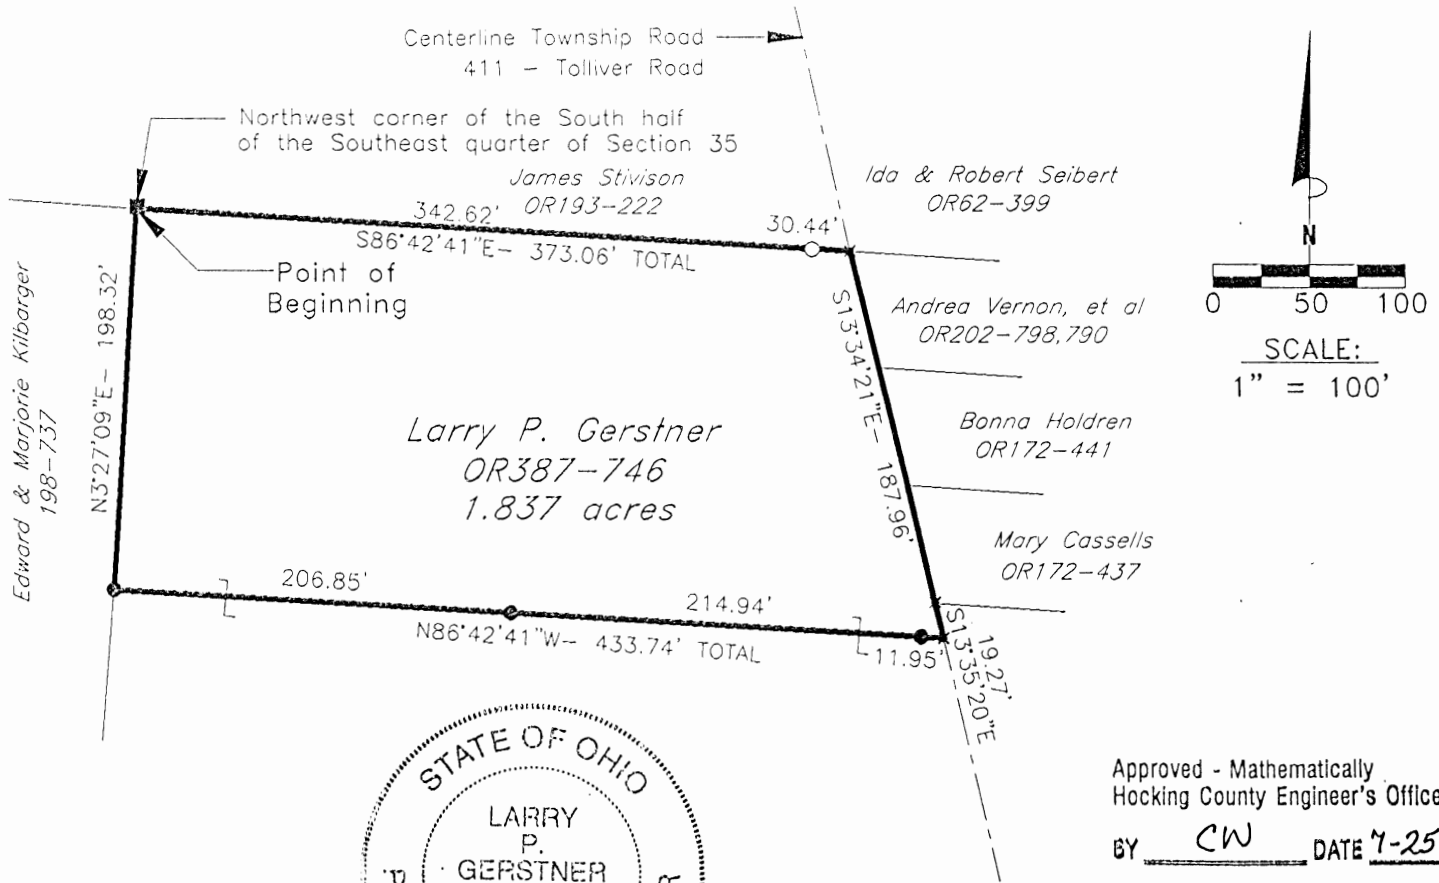 Centerline Township Road
411 – Tolliver Road
Northwest corner of the South half
of the Southeast quarter of Section 35
James Stivison
OR193–222
Ida & Robert Seibert
OR62–399
342.62'
30.44'
S86°42'41"E– 373.06' TOTAL
Point of
Beginning
N
0 50 100
SCALE:
1" = 100'
Edward & Marjorie Kilbarger
198–737
N3°27'09"E– 198.32'
S13°34'21"E– 187.96'
Andrea Vernon, et al
OR202–798,790
Bonna Holdren
OR172–441
Mary Cassells
OR172–437
Larry P. Gerstner
OR387–746
1.837 acres
206.85'
214.94'
N86°42'41"W– 433.74' TOTAL
11.95'
19.27'
S13°35'20"E
STATE OF OHIO
LARRY
P.
GERSTNER
Approved - Mathematically
Hocking County Engineer's Office
BY CW DATE 7-25